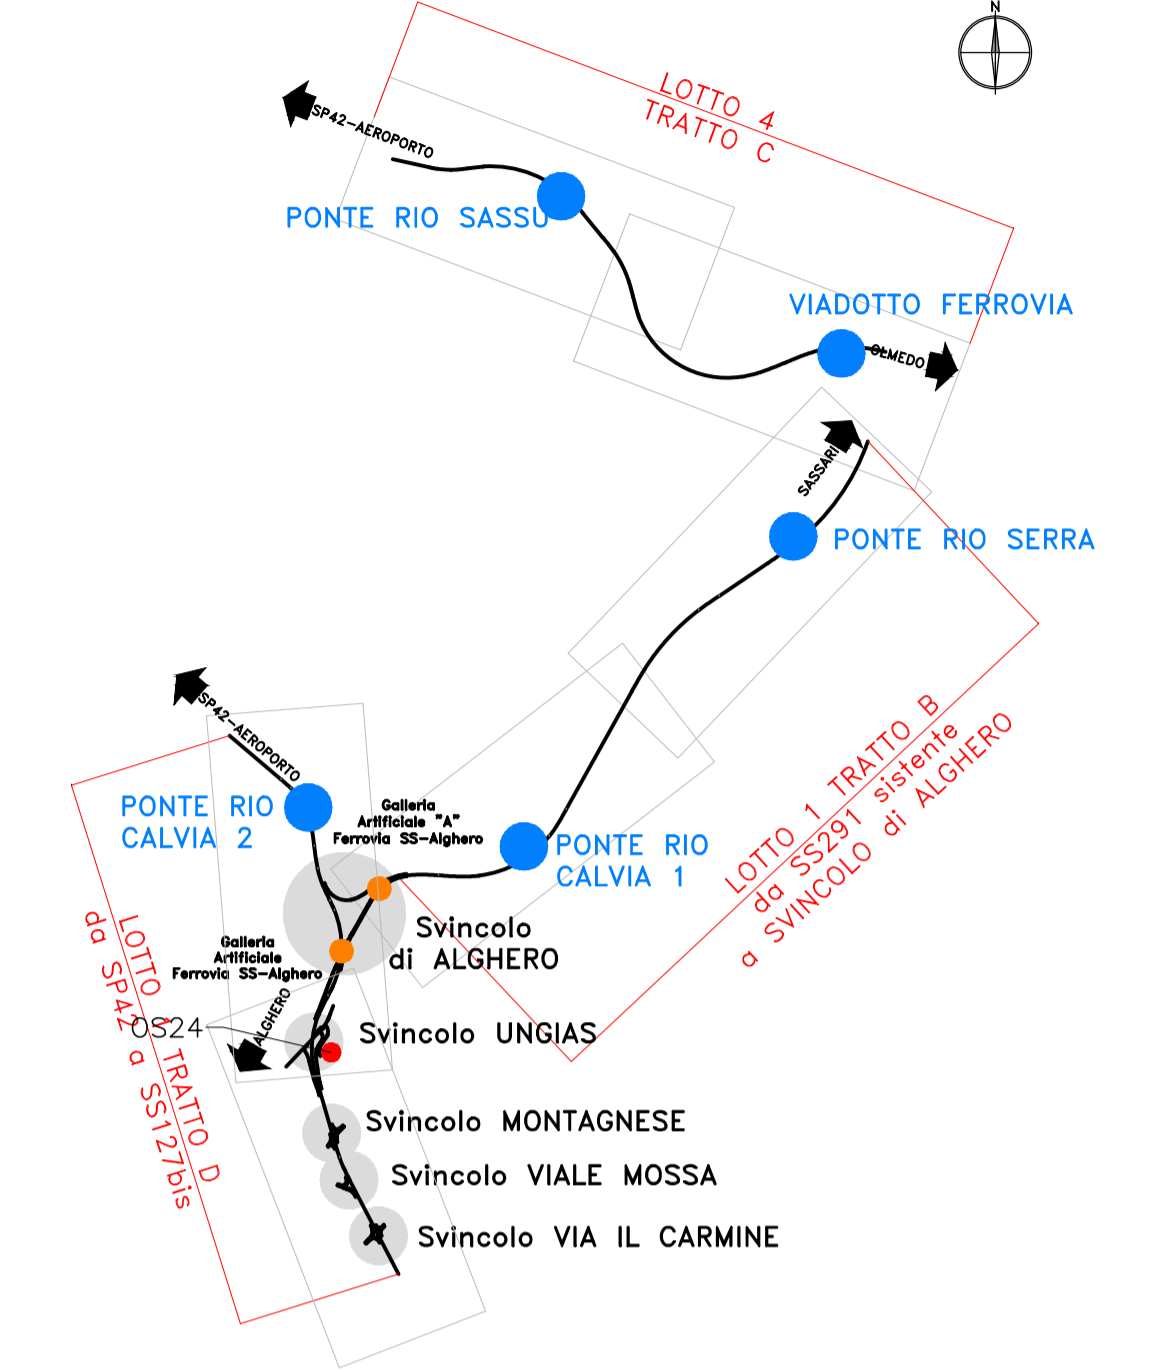 N
LOTTO 4
TRATTO C
SP42-AEROPORTO
PONTE RIO SASSU
VIADOTTO FERROVIA
OLMEDO
SASSARI
PONTE RIO SERRA
SP42-AEROPORTO
LOTTO 1 TRATTO B
da SS291 sistente
a SVINCOLO di ALGHERO
PONTE RIO
CALVIA 2
Galleria
Artificiale "A"
Ferrovia SS-Alghero
PONTE RIO
CALVIA 1
Svincolo
di ALGHERO
Galleria
Artificiale
Ferrovia SS-Alghero
LOTTO 1 TRATTO D
da SP42 a SS127bis
ALGHERO
OS24
Svincolo UNGIAS
Svincolo MONTAGNESE
Svincolo VIALE MOSSA
Svincolo VIA IL CARMINE